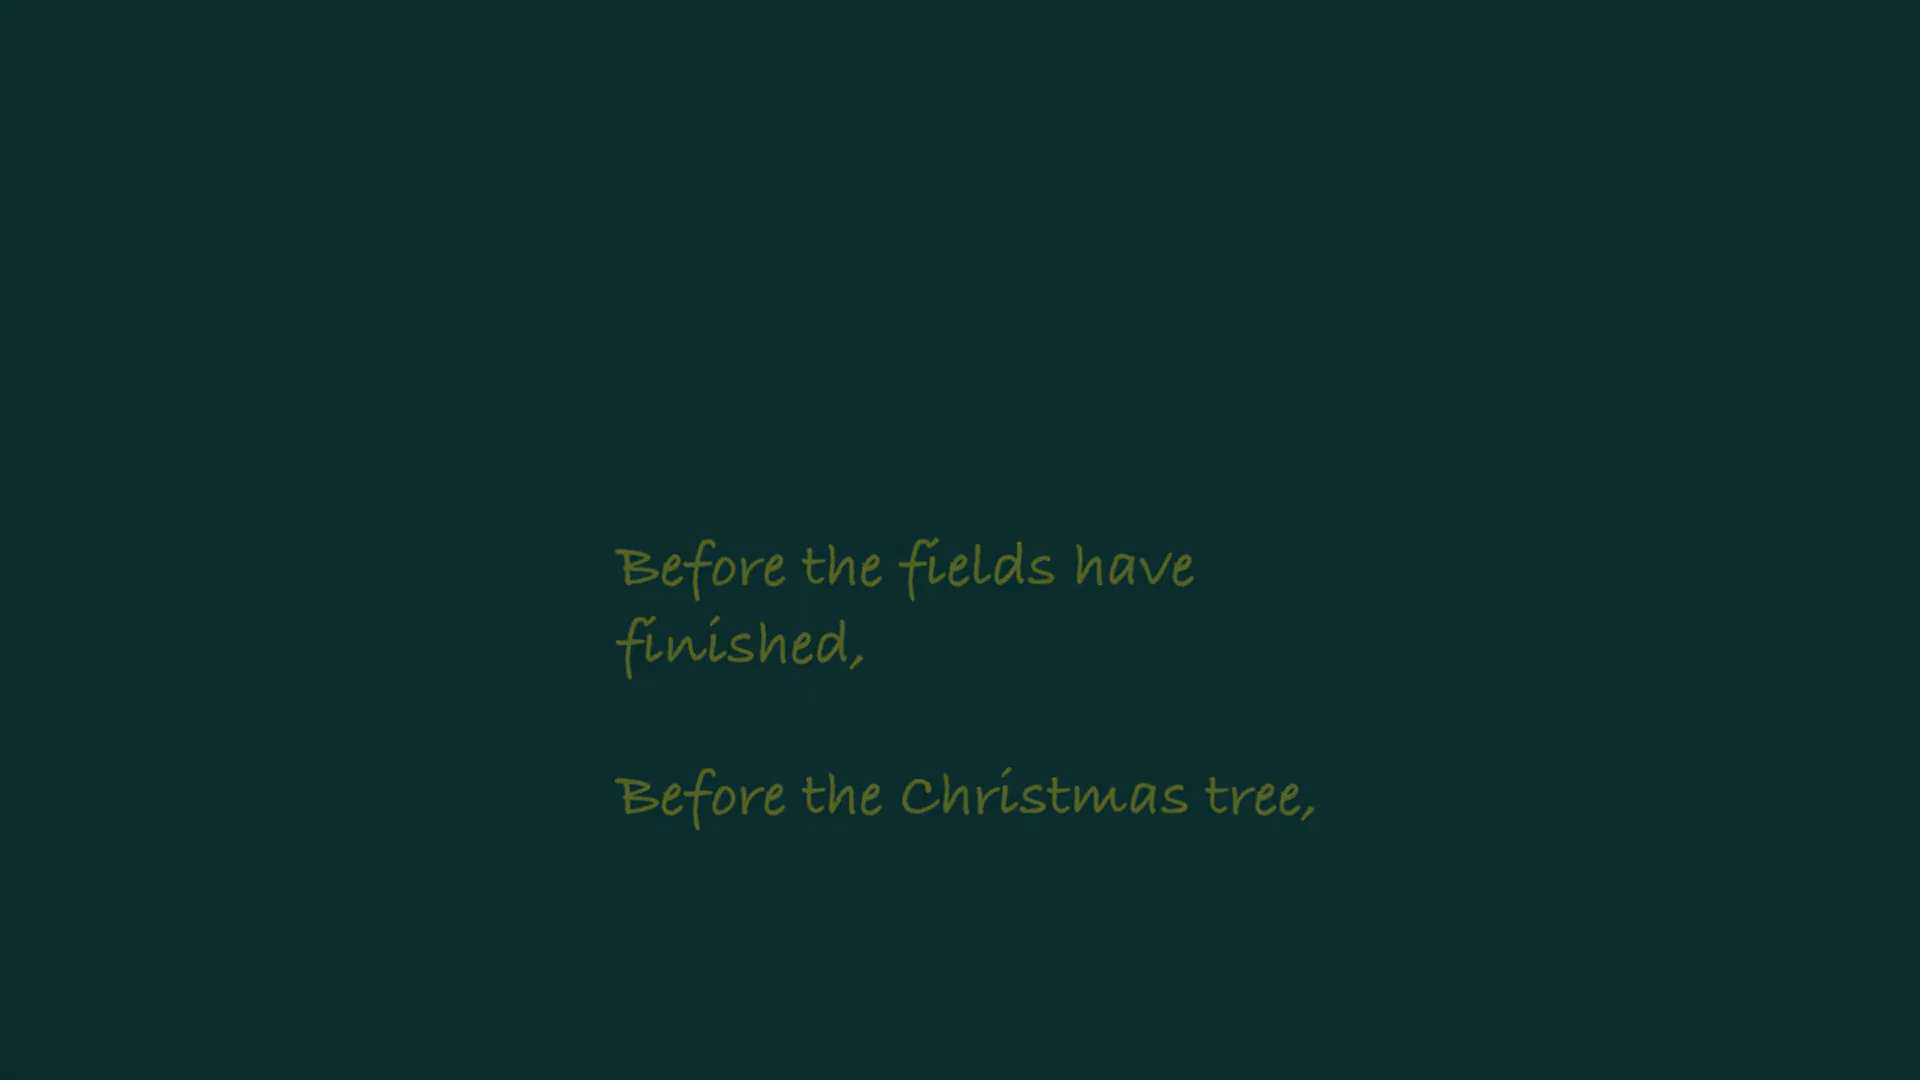 Before the fields have
finished,
Before the Christmas tree,